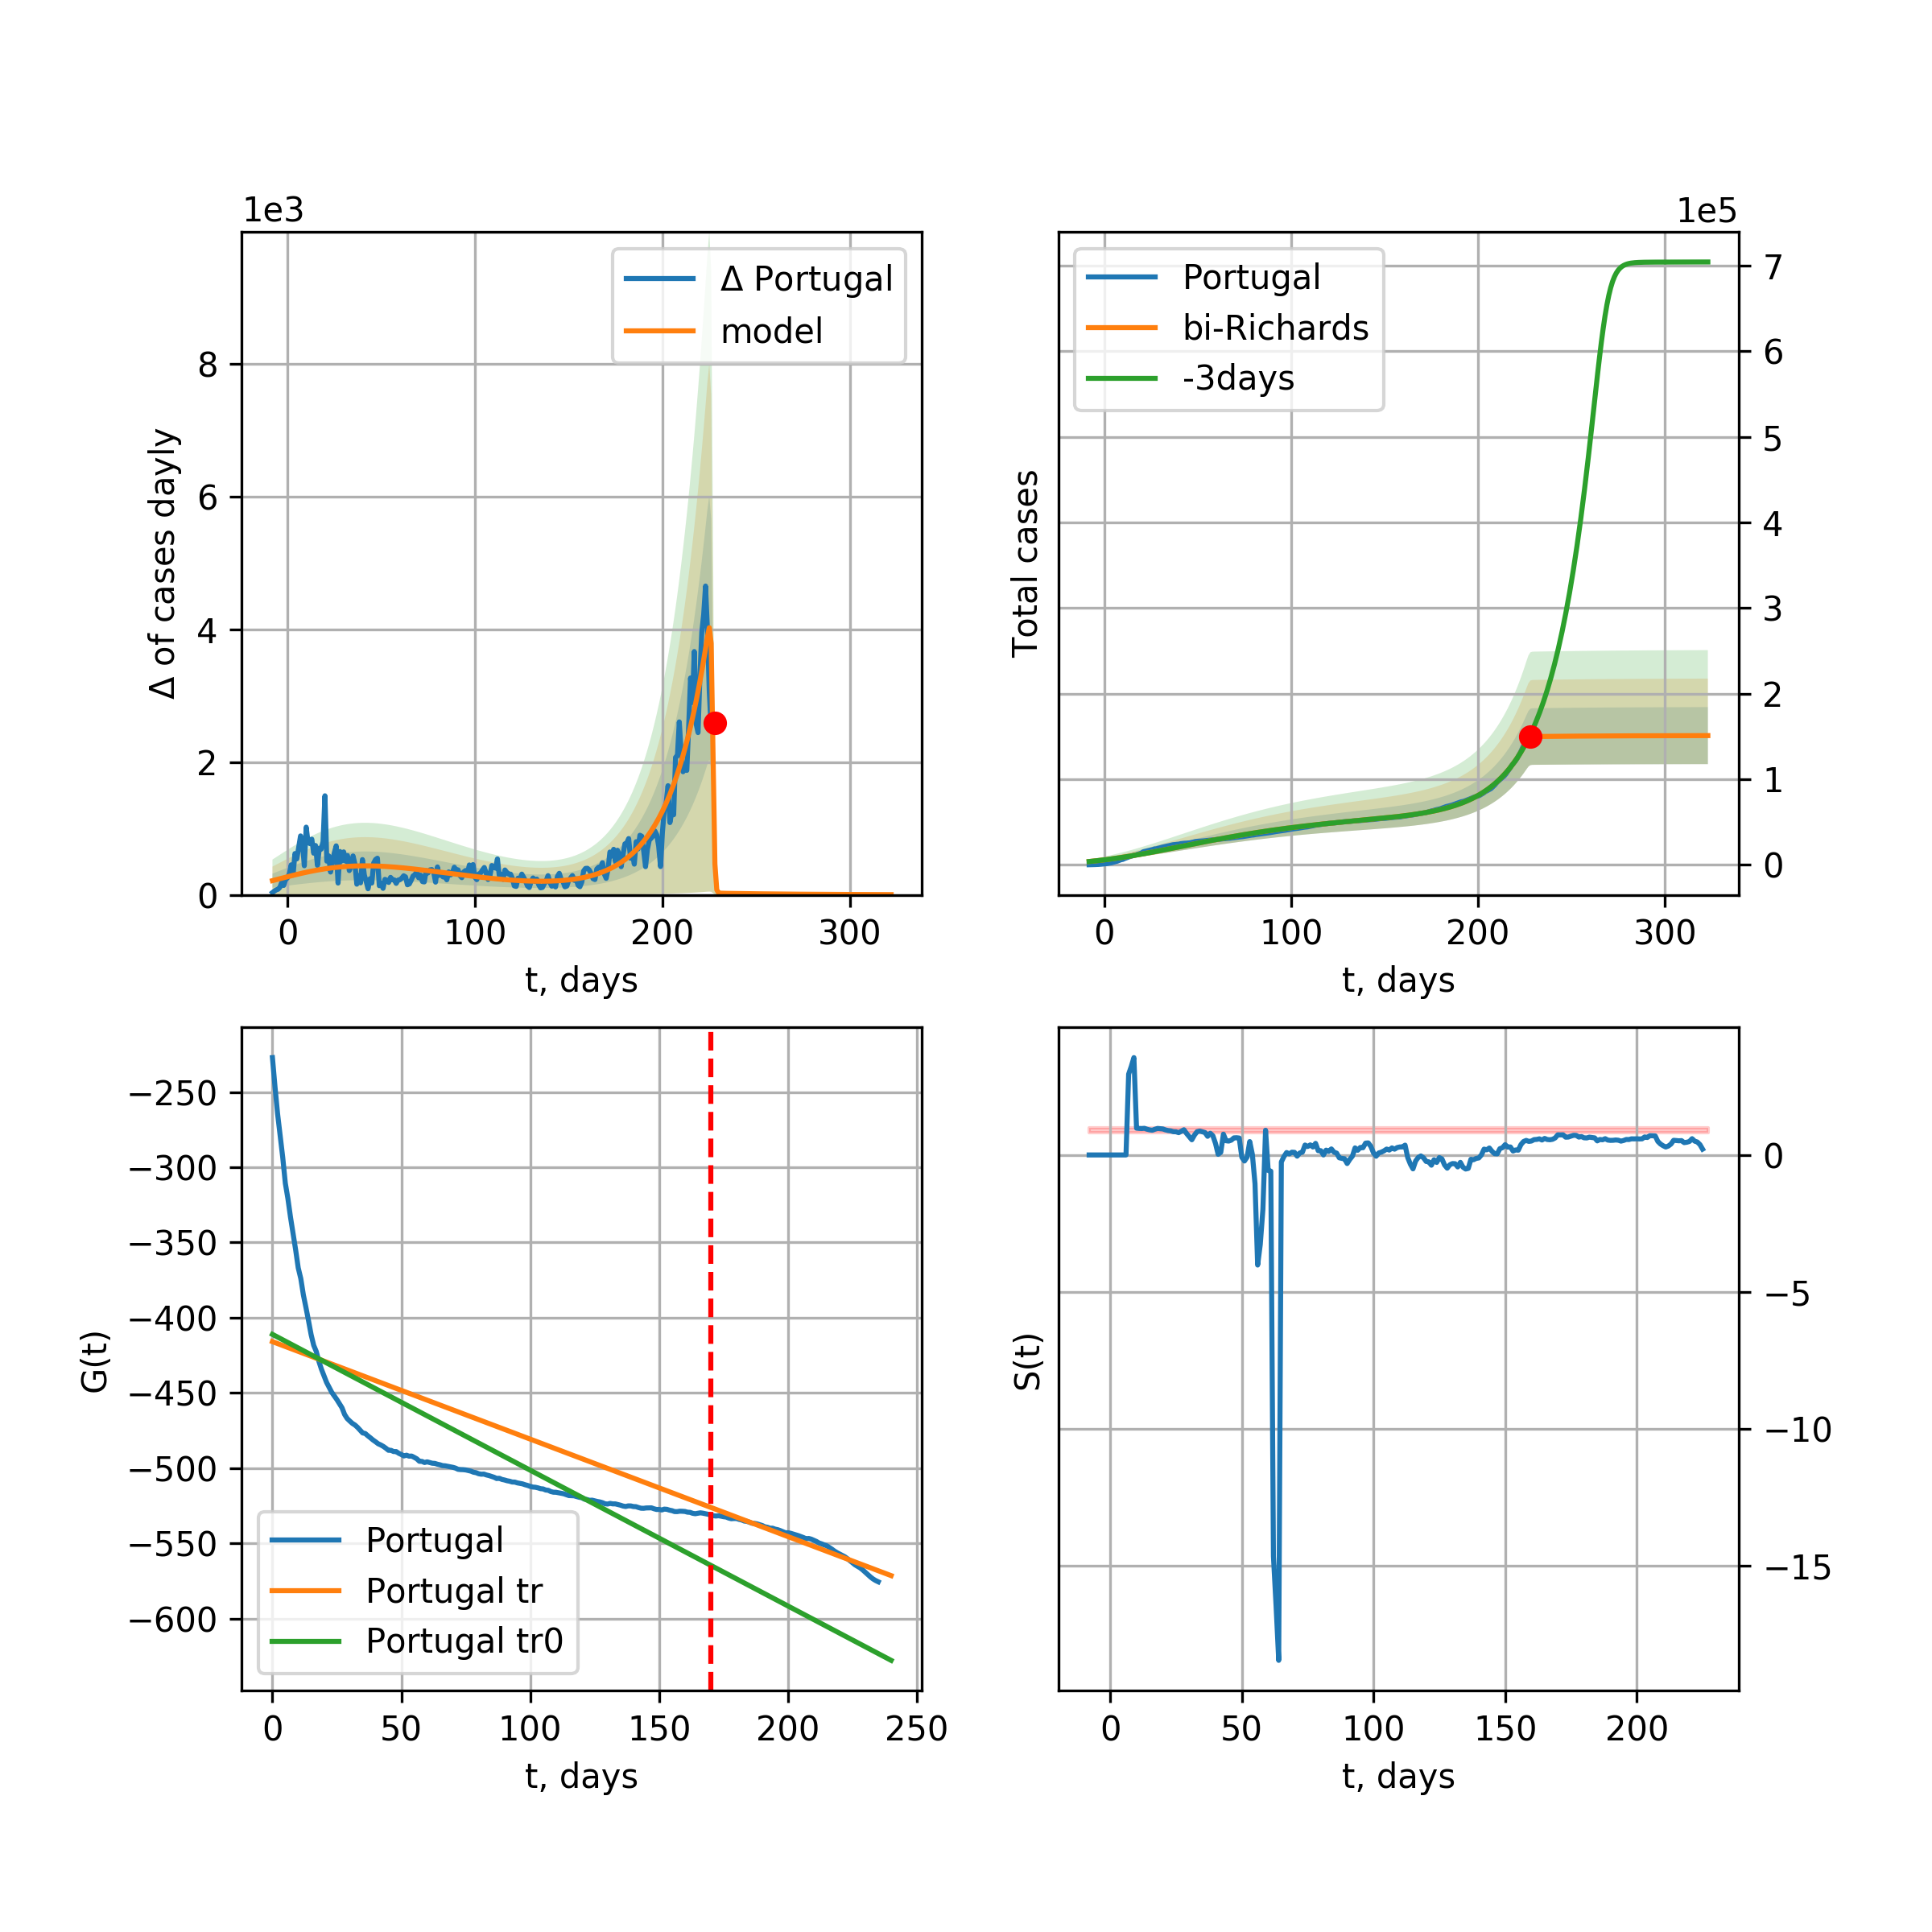 1e3
Δ Portugal
model
8
6
4
2
0
Δ of cases dayly
0 100 200 300
t, days
1e5
Portugal
bi-Richards
-3days
7
6
5
4
3
2
1
0
Total cases
0 100 200 300
t, days
−250
−300
−350
−400
−450
−500
−550
−600
G(t)
Portugal
Portugal tr
Portugal tr0
0 50 100 150 200 250
t, days
S(t)
0
−5
−10
−15
0 50 100 150 200
t, days